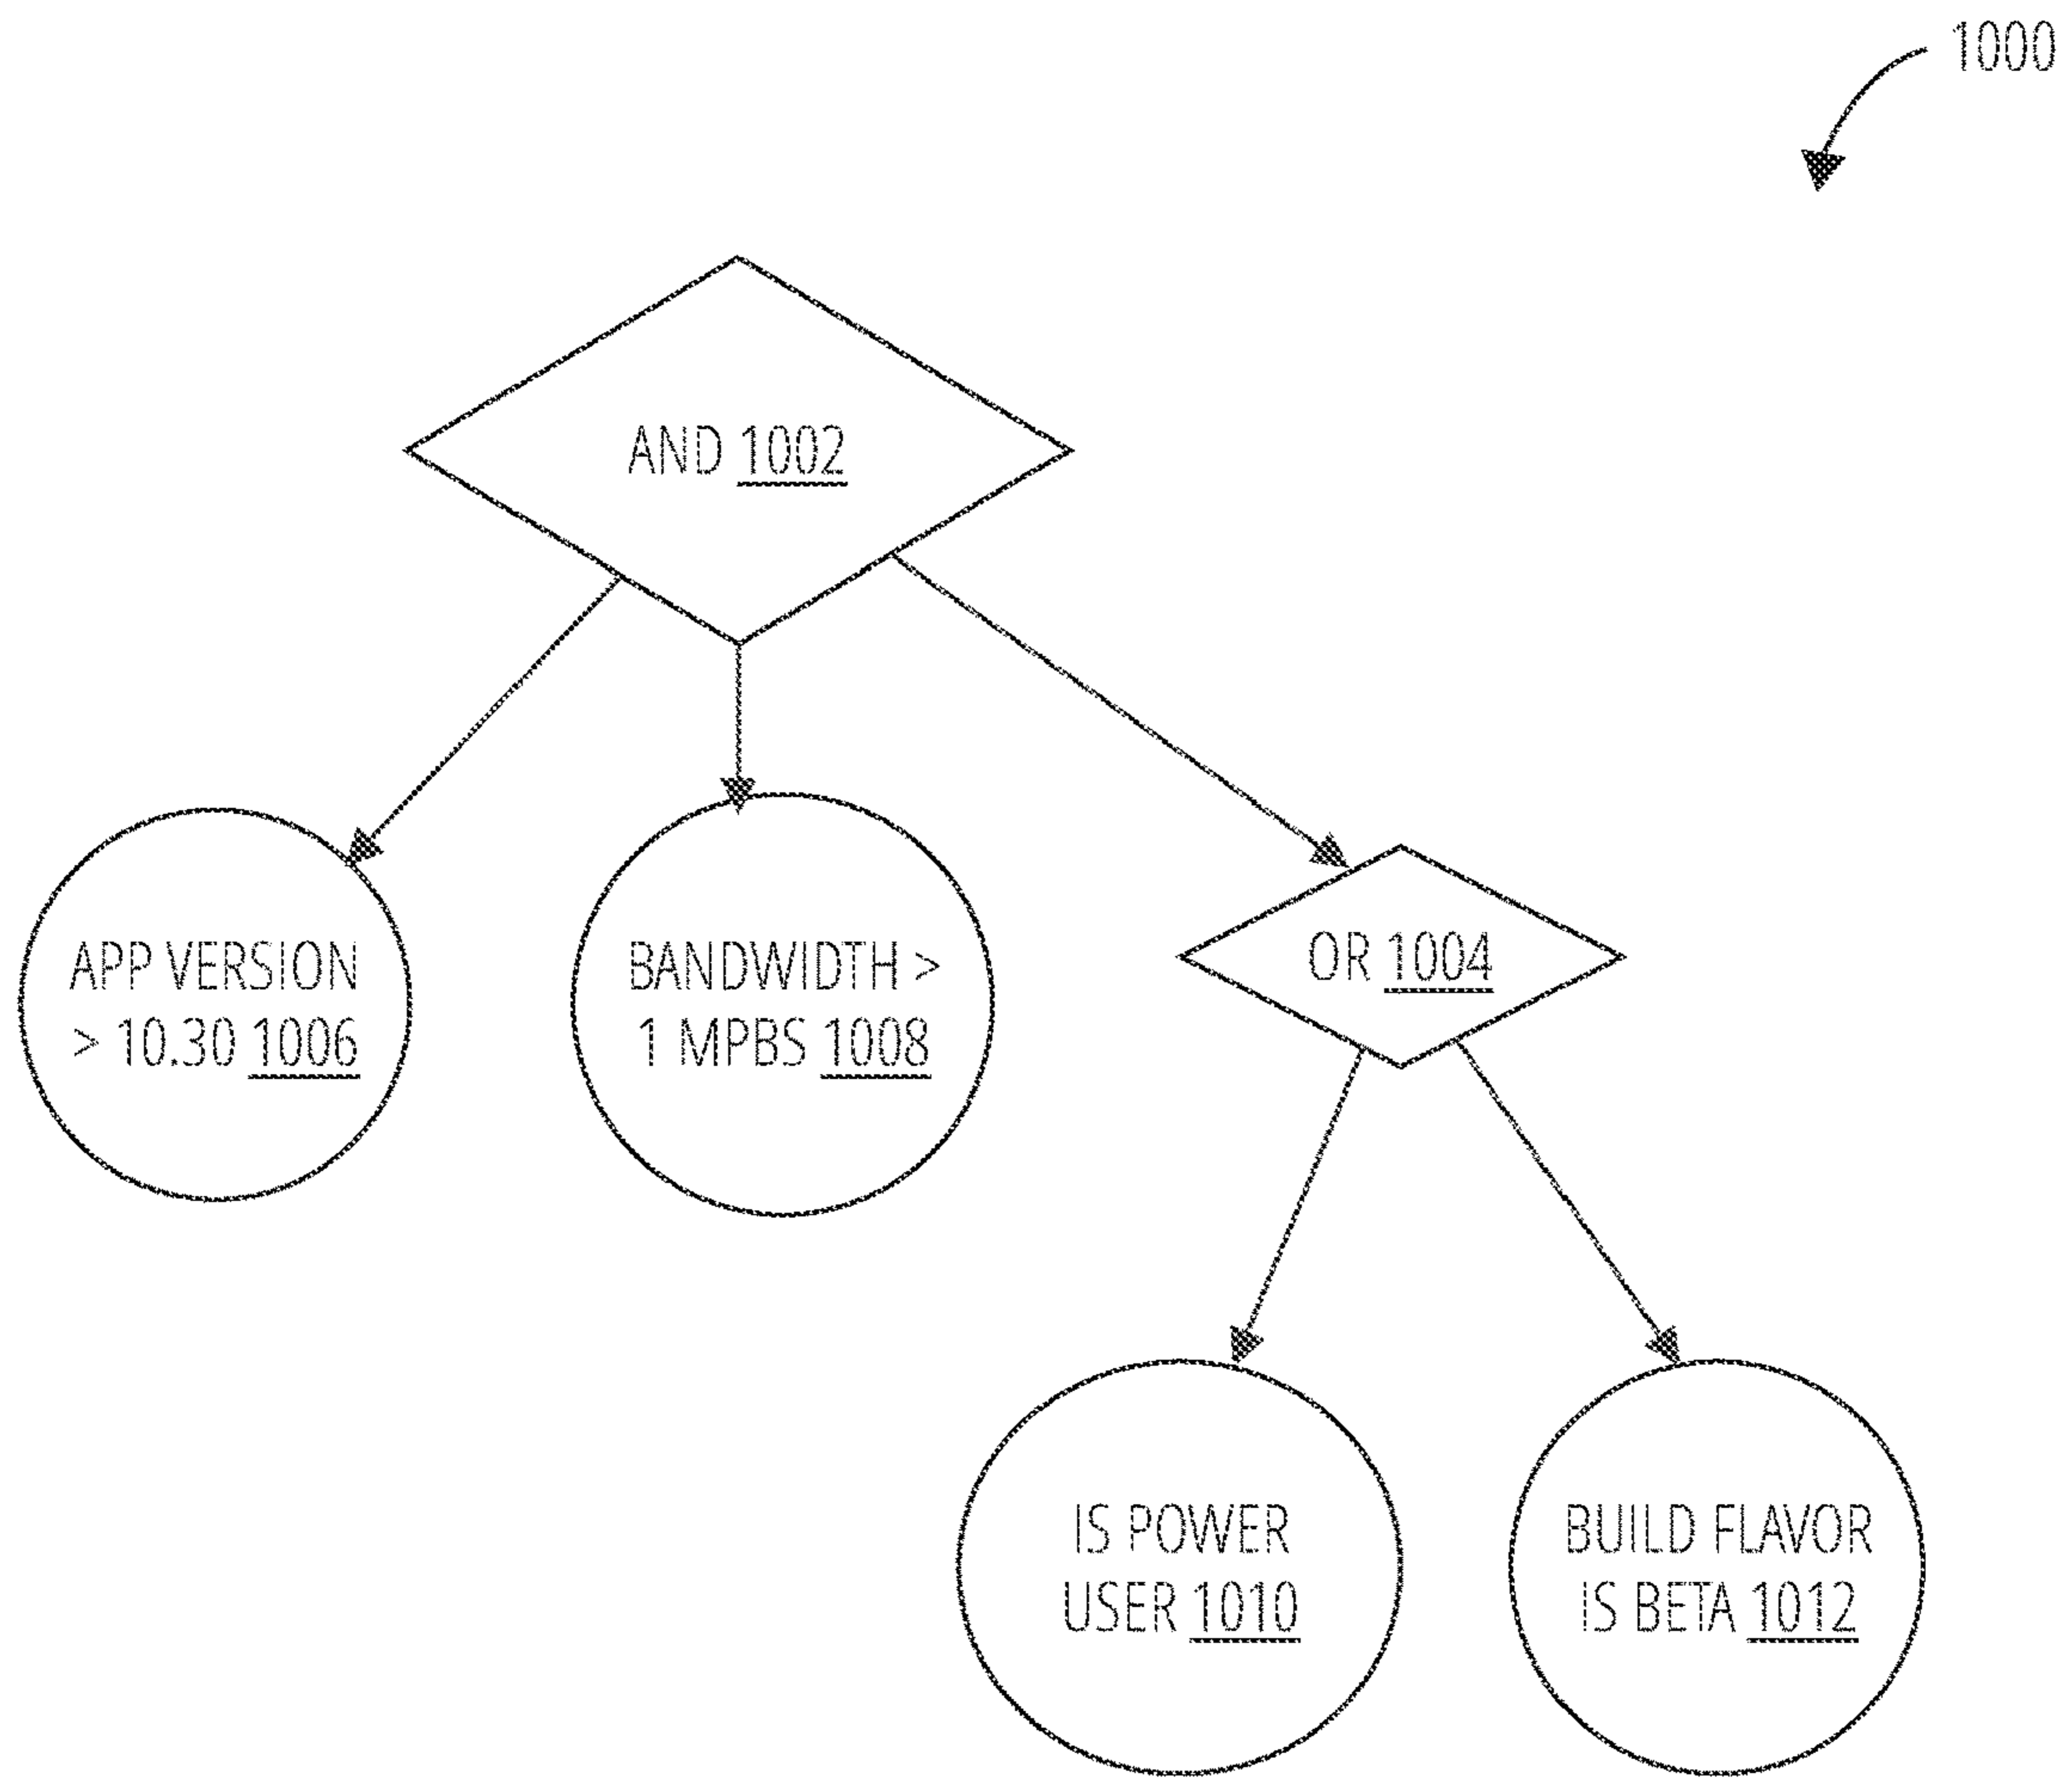 1000
AND 1002
APP VERSION
> 10.30 1006
BANDWIDTH >
1 MPBS 1008
OR 1004
IS POWER
USER 1010
BUILD FLAVOR
IS BETA 1012